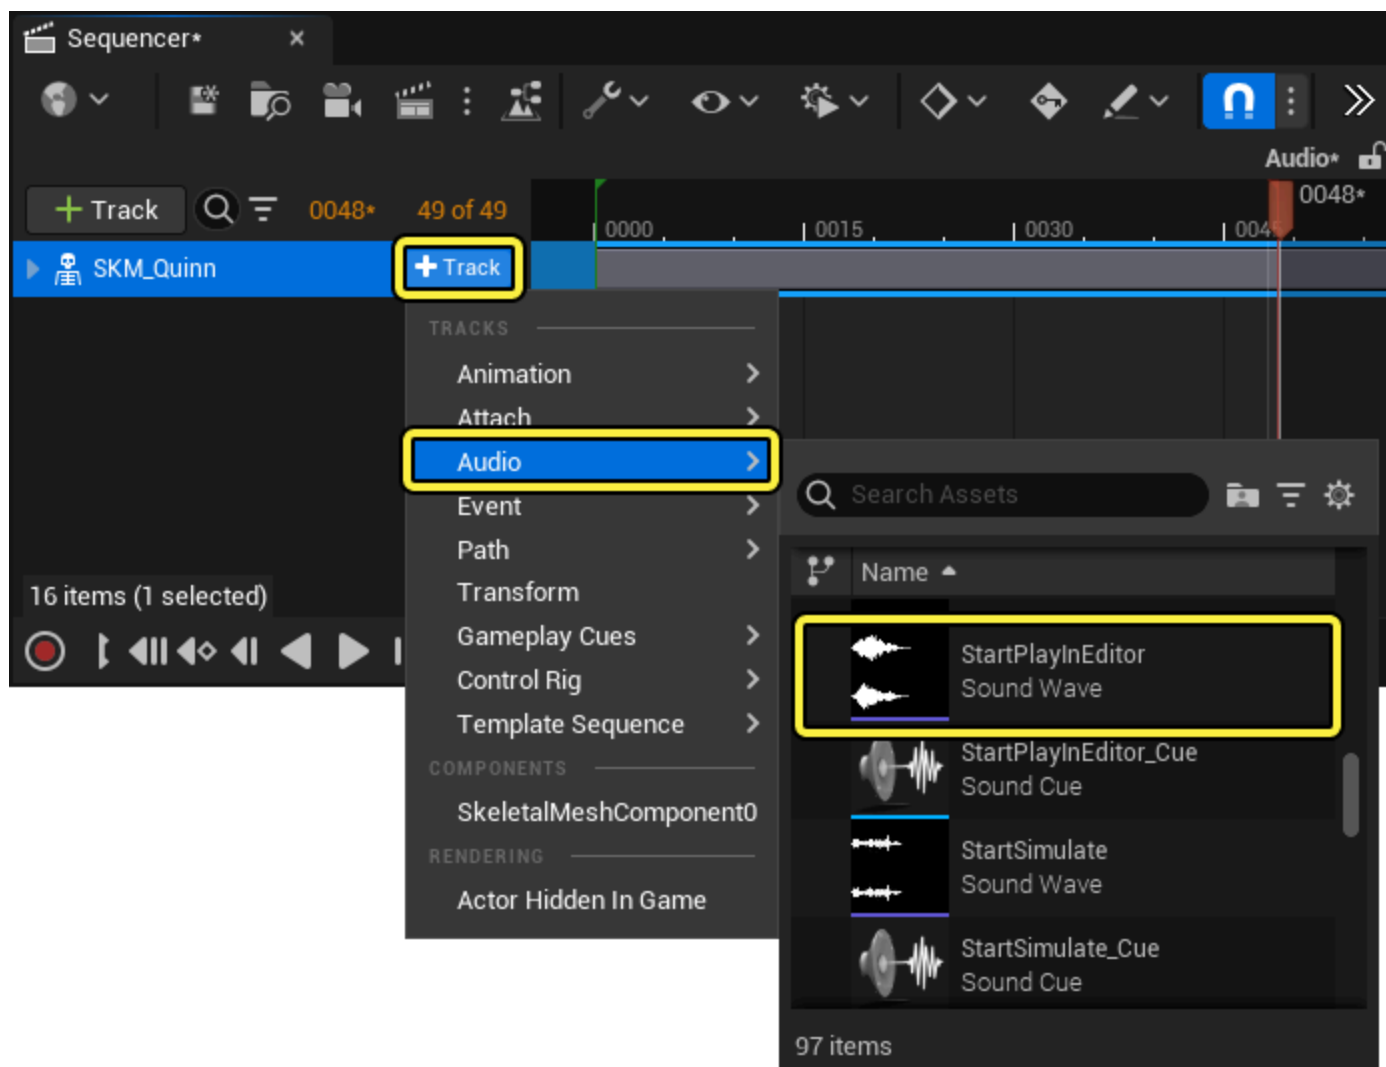 Sequencer*
Audio*
+ Track
0048*
49 of 49
0000
0015
0030
0048*
SKM_Quinn
+ Track
TRACKS
Animation
Attach
Audio
Event
Path
Transform
Gameplay Cues
Control Rig
Template Sequence
COMPONENTS
SkeletalMeshComponent0
RENDERING
Actor Hidden In Game
16 items (1 selected)
Search Assets
Name
StartPlayInEditor
Sound Wave
StartPlayInEditor_Cue
Sound Cue
StartSimulate
Sound Wave
StartSimulate_Cue
Sound Cue
97 items